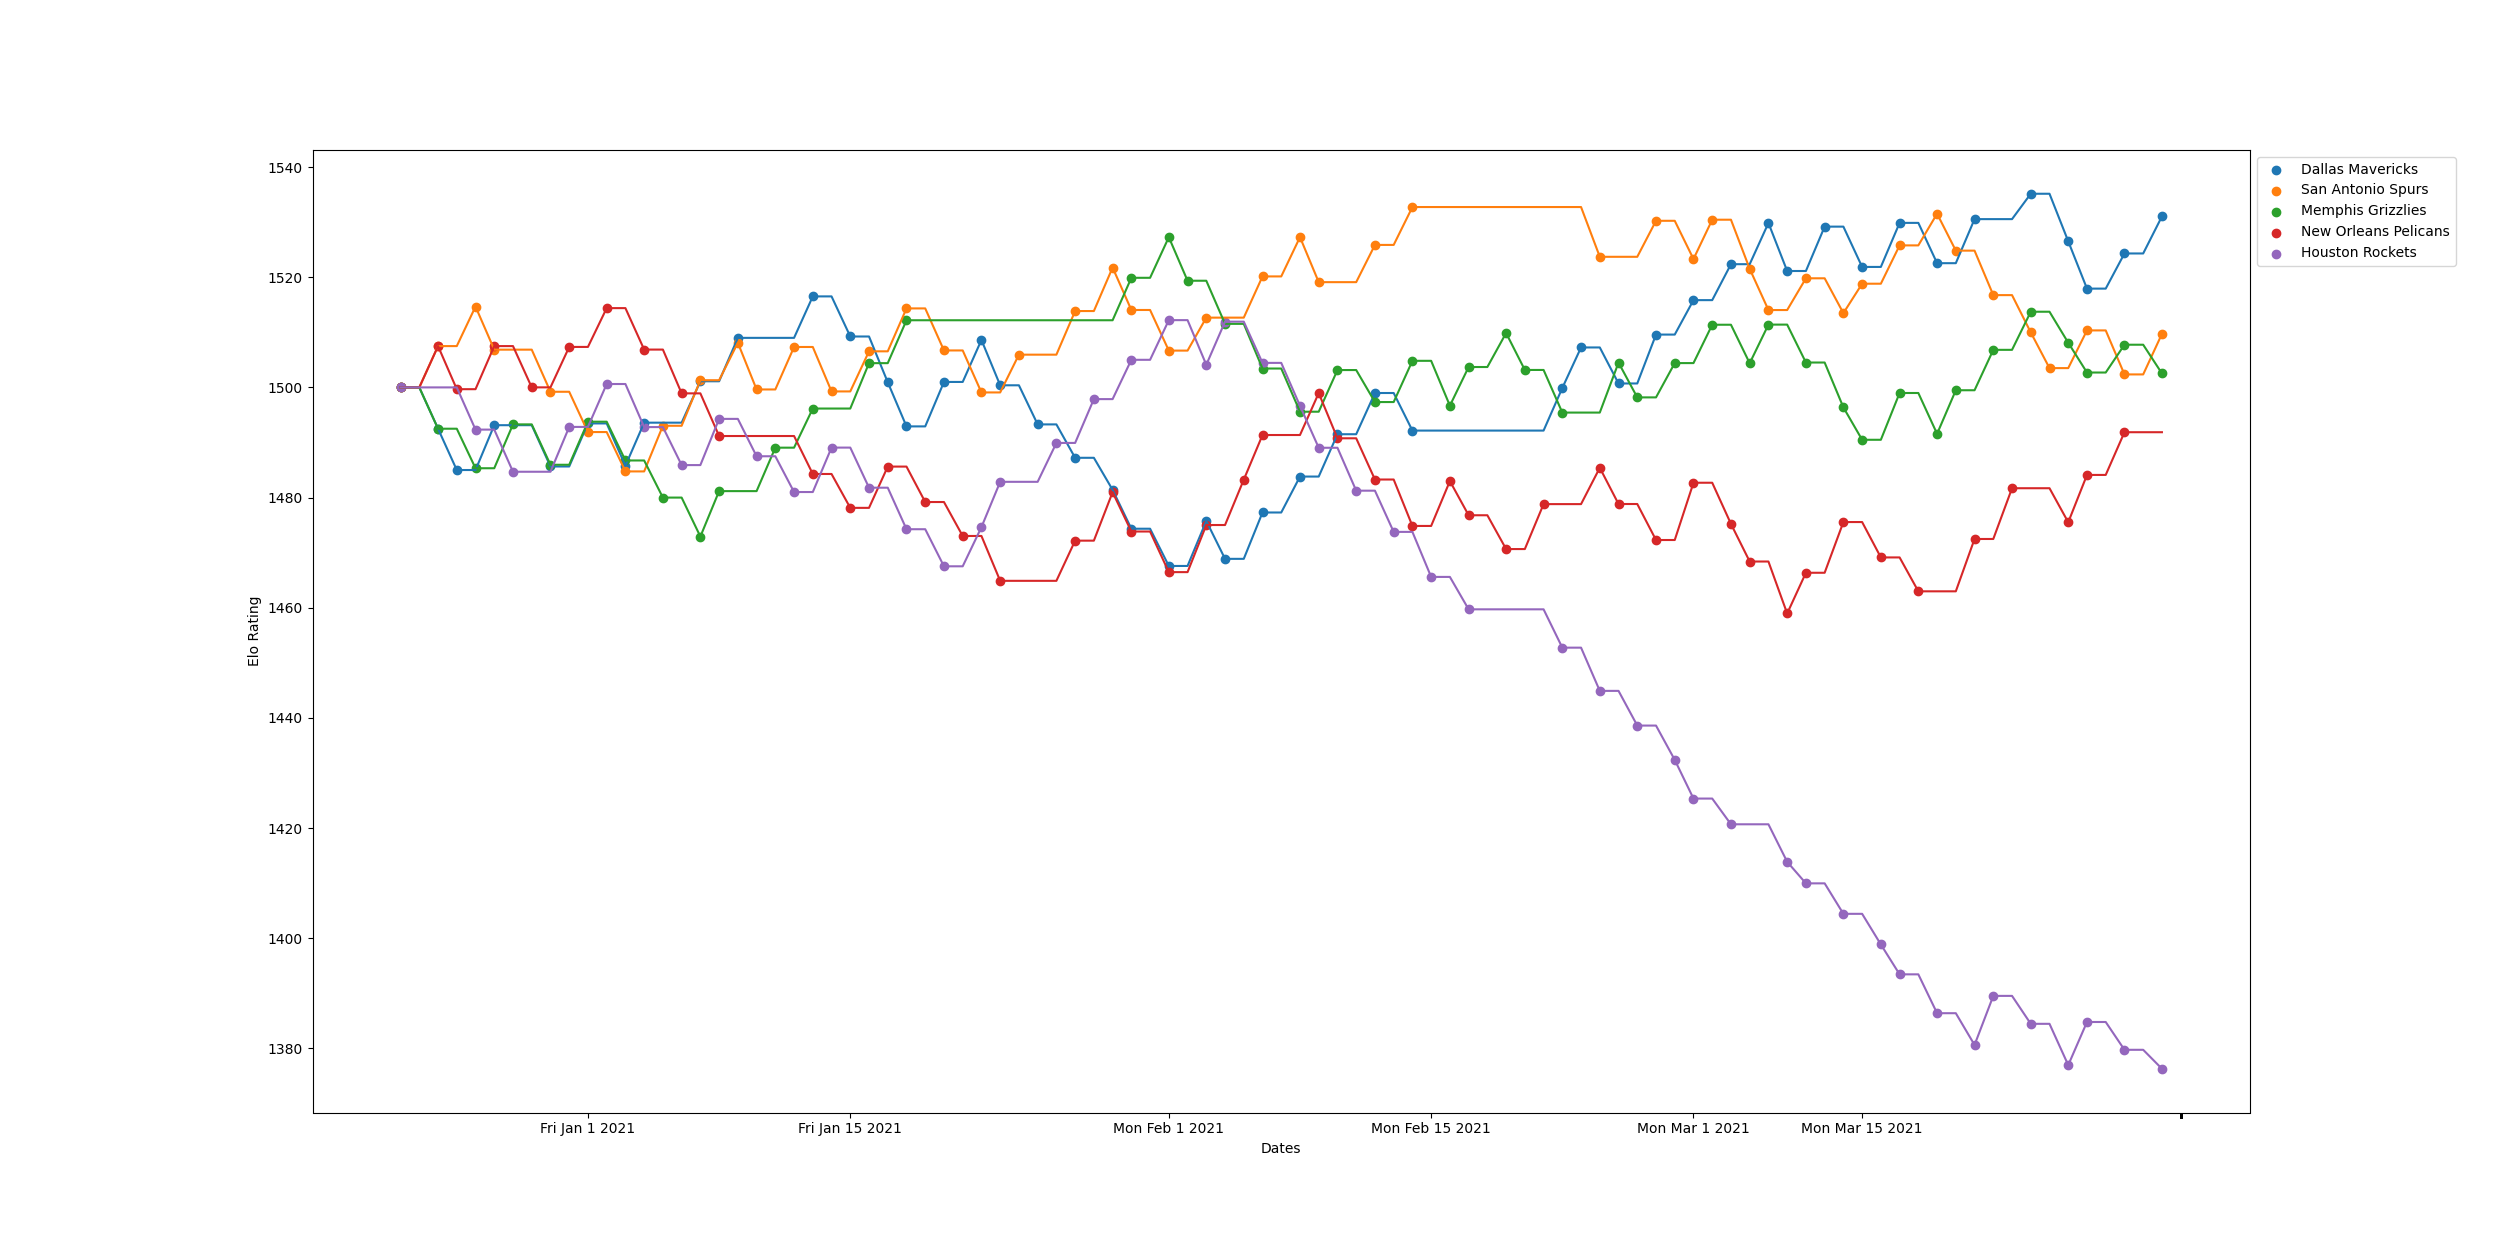 1540
1520
1500
1480
1460
1440
1420
1400
1380
Elo Rating
Fri Jan 1 2021
Fri Jan 15 2021
Mon Feb 1 2021
Mon Feb 15 2021
Mon Mar 1 2021
Mon Mar 15 2021
Dates
Dallas Mavericks
San Antonio Spurs
Memphis Grizzlies
New Orleans Pelicans
Houston Rockets